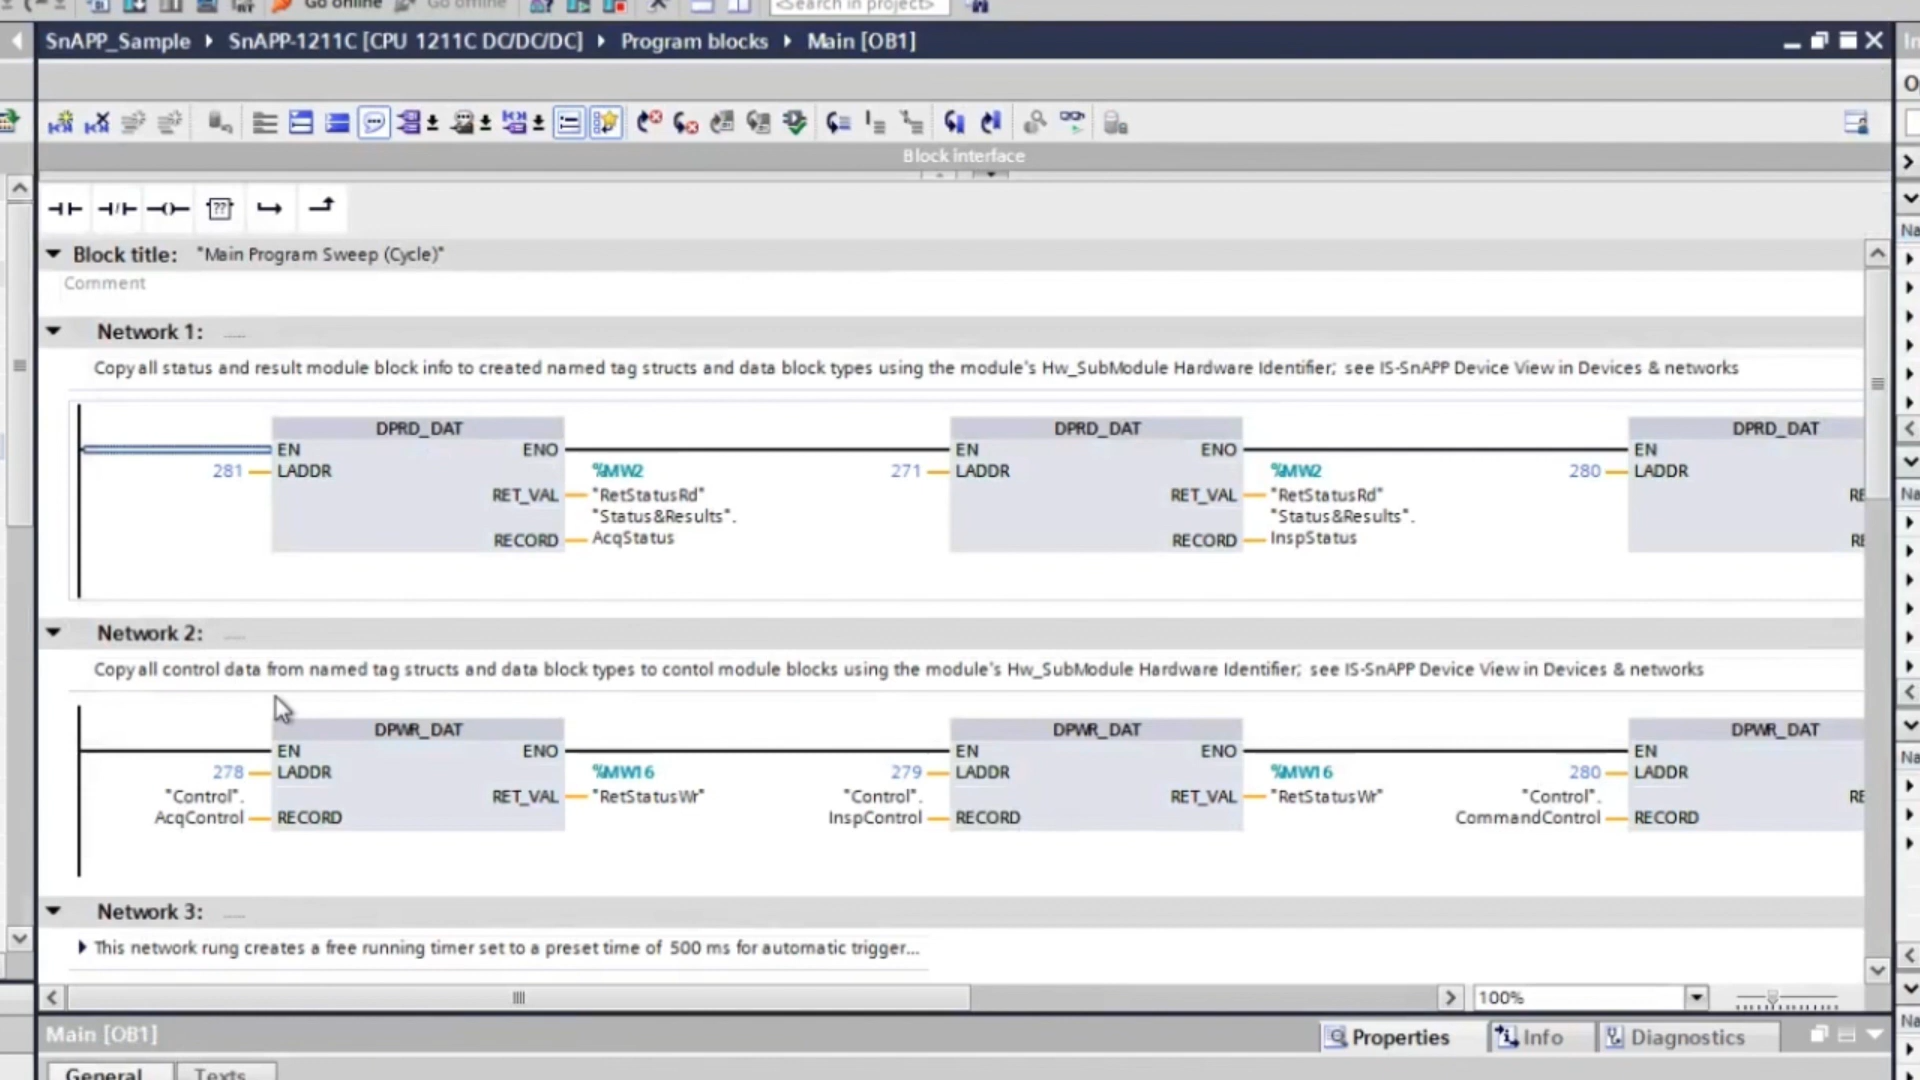 Go online Go offline <Search in project>
SnAPP_Sample SnAPP-1211C [CPU 1211C DC/DC/DC] Program blocks Main [OB1]
Block interface
??
Block title: "Main Program Sweep (Cycle)"
Comment
Network 1: .....
Copy all status and result module block info to created named tag structs and data block types using the module's Hw_SubModule Hardware Identifier; see IS-SnAPP Device View in Devices & networks
DPRD_DAT DPRD_DAT DPRD_DAT
EN ENO EN ENO EN
281 LADDR %MW2 271 LADDR %MW2 280 LADDR
RET_VAL "RetStatusRd" RET_VAL "RetStatusRd" RE
"Status&Results". "Status&Results".
RECORD AcqStatus RECORD InspStatus RE
Network 2: .....
Copy all control data from named tag structs and data block types to contol module blocks using the module's Hw_SubModule Hardware Identifier; see IS-SnAPP Device View in Devices & networks
DPWR_DAT DPWR_DAT DPWR_DAT
EN ENO EN ENO EN
278 LADDR %MW16 279 LADDR %MW16 280 LADDR
"Control". RET_VAL "RetStatusWr" "Control". RET_VAL "RetStatusWr" "Control". RE
AcqControl RECORD InspControl RECORD CommandControl RECORD
Network 3: .....
This network rung creates a free running timer set to a preset time of 500 ms for automatic trigger...
100%
Main [OB1] Properties Info Diagnostics
General Texts